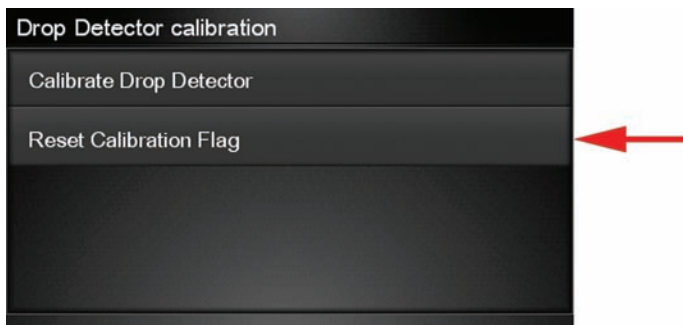 Drop Detector calibration
Calibrate Drop Detector
Reset Calibration Flag